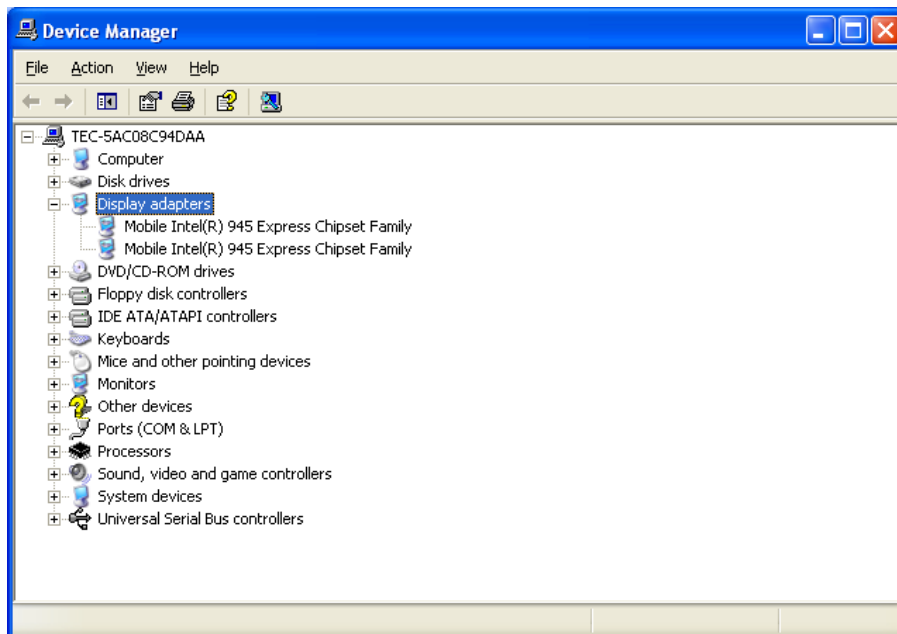 Device Manager
File Action View Help
TEC-5AC08C94DAA
Computer
Disk drives
Display adapters
Mobile Intel(R) 945 Express Chipset Family
Mobile Intel(R) 945 Express Chipset Family
DVD/CD-ROM drives
Floppy disk controllers
IDE ATA/ATAPI controllers
Keyboards
Mice and other pointing devices
Monitors
Other devices
Ports (COM & LPT)
Processors
Sound, video and game controllers
System devices
Universal Serial Bus controllers